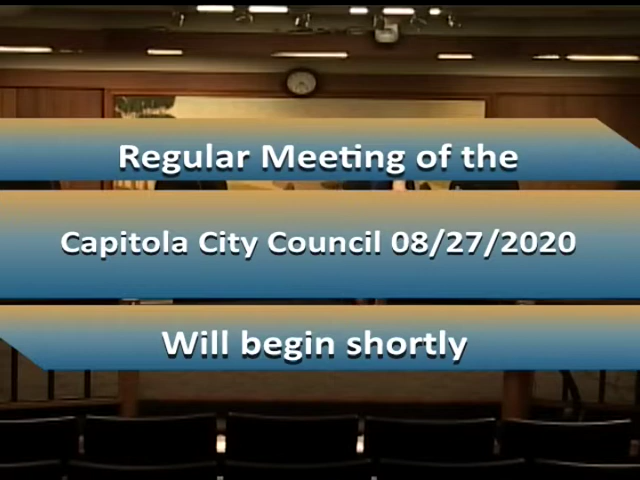 Regular Meeting of the
Capitola City Council 08/27/2020
Will begin shortly